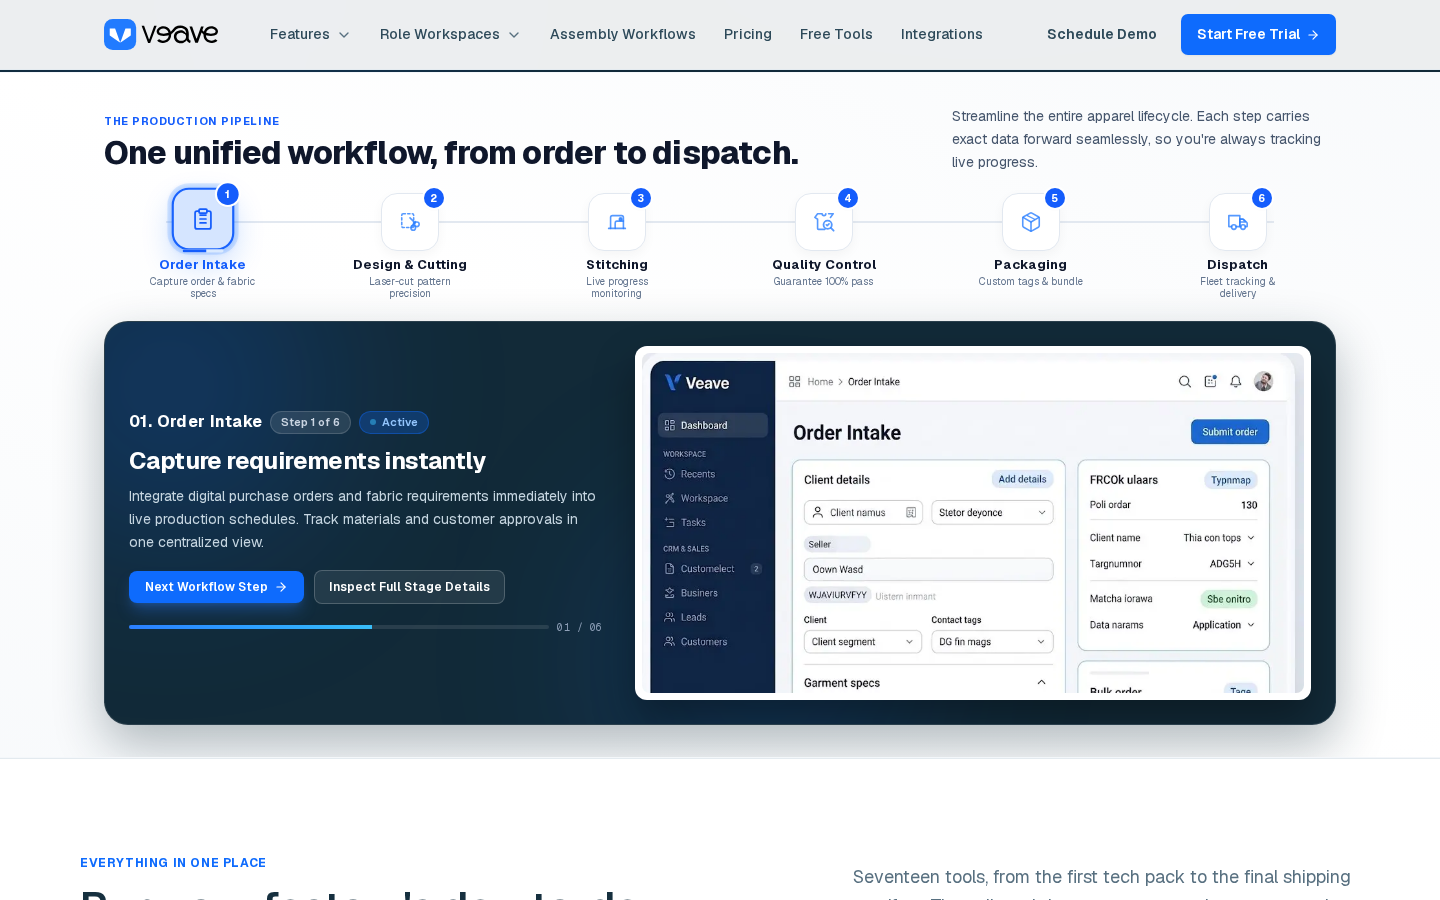 veave
Features
Role Workspaces
Assembly Workflows
Pricing
Free Tools
Integrations
Schedule Demo
Start Free Trial
THE PRODUCTION PIPELINE
One unified workflow, from order to dispatch.
Streamline the entire apparel lifecycle. Each step carries
exact data forward seamlessly, so you're always tracking
live progress.
1
Order Intake
Capture order & fabric
specs
2
Design & Cutting
Laser-cut pattern
precision
3
Stitching
Live progress
monitoring
4
Quality Control
Guarantee 100% pass
5
Packaging
Custom tags & bundle
6
Dispatch
Fleet tracking &
delivery
01. Order Intake
Step 1 of 6
Active
Capture requirements instantly
Integrate digital purchase orders and fabric requirements immediately into
live production schedules. Track materials and customer approvals in
one centralized view.
Next Workflow Step
Inspect Full Stage Details
01 / 06
Veave
Dashboard
WORKSPACE
Recents
Workspace
Tasks
CRM & SALES
Customelect
2
Businers
Leads
Customers
Home
Order Intake
Order Intake
Submit order
Client details
Add details
Client namus
Stetor deyonce
Seller
Oown Wasd
WJAVIURVFYY
Uistern inmant
Client
Contact tags
Client segment
DG fin mags
Garment specs
FRCOk ulaars
Typnmap
Poli ordar
130
Client name
Thia con tops
Targnumnor
ADG5H
Matcha iorawa
Sbe onitro
Data narams
Application
Bulk order
Tage
EVERYTHING IN ONE PLACE
Seventeen tools, from the first tech pack to the final shipping